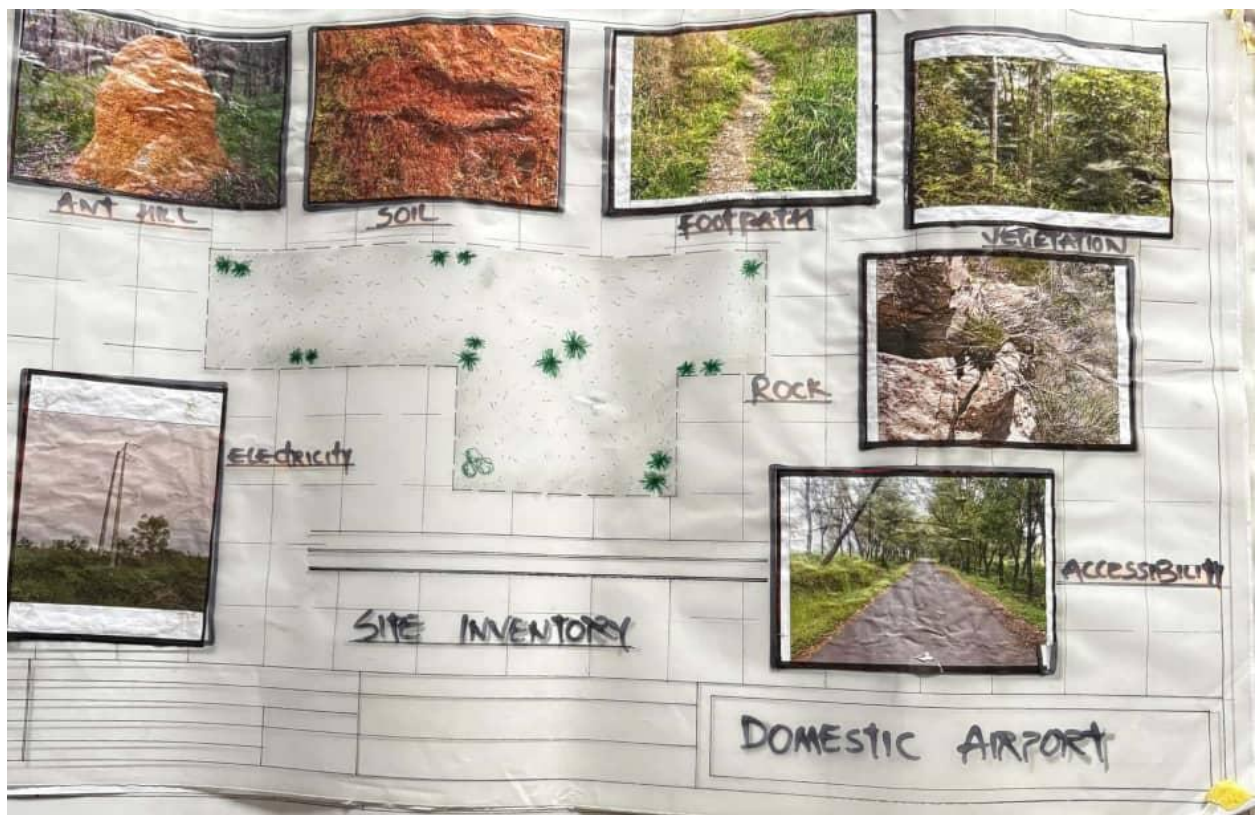 ANT HILL
SOIL
FOOTPATH
VEGETATION
ROCK
ELECTRICITY
ACCESSIBILITY
SITE INVENTORY
DOMESTIC AIRPORT